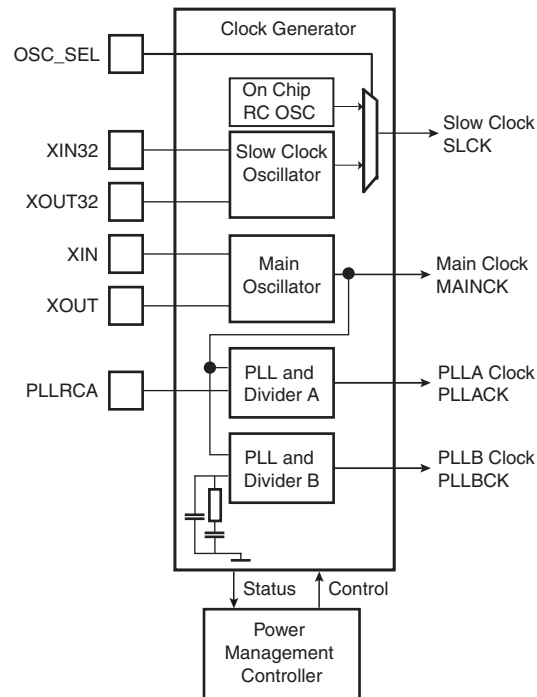 Clock Generator
OSC_SEL
On Chip
RC OSC
Slow Clock
SLCK
XIN32
Slow Clock
Oscillator
XOUT32
XIN
Main
Oscillator
Main Clock
MAINCK
XOUT
PLLRCA
PLL and
Divider A
PLLA Clock
PLLACK
PLL and
Divider B
PLLB Clock
PLLBCK
Status
Control
Power
Management
Controller